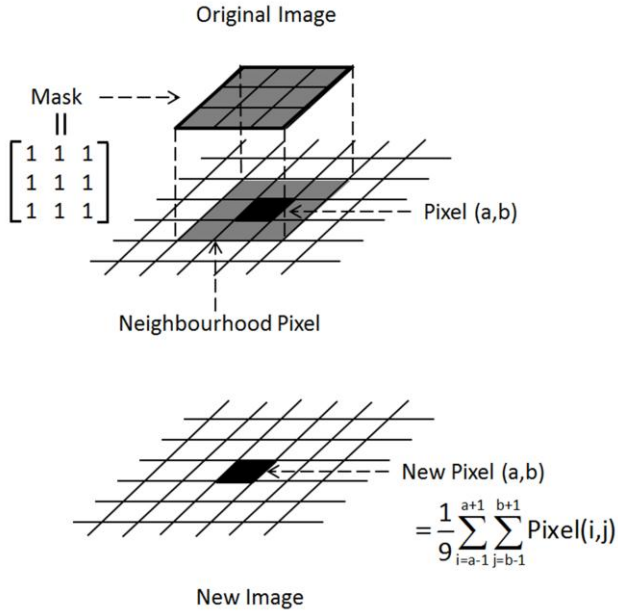 Original Image
Mask
=
1 1 1
1 1 1
1 1 1
Pixel (a,b)
Neighbourhood Pixel
New Pixel (a,b)
= 1/9 a+1 ∑ i=a-1 b+1 ∑ j=b-1 Pixel(i,j)
New Image